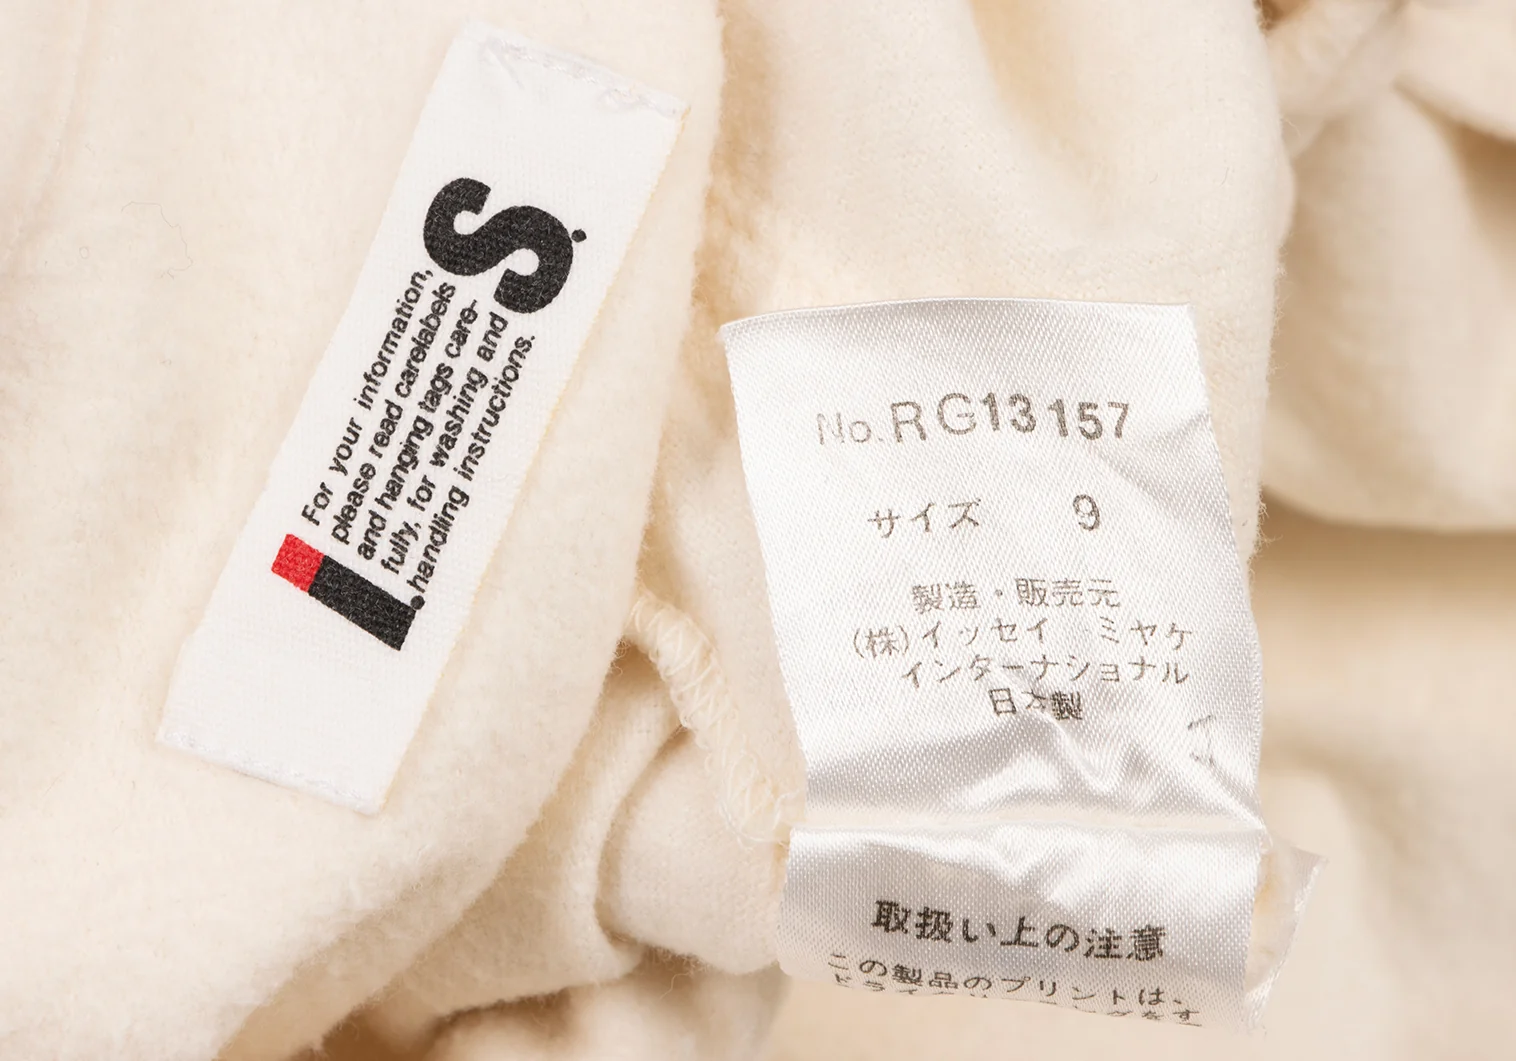 I.S.
For your information,
please read carelabels
and hanging tags care-
fully, for washing and
handling instructions.
No.RG13157
サイズ 9
製造・販売元
(株)イッセイ ミヤケ
インターナショナル
日本製
取扱い上の注意
この製品のプリントは、